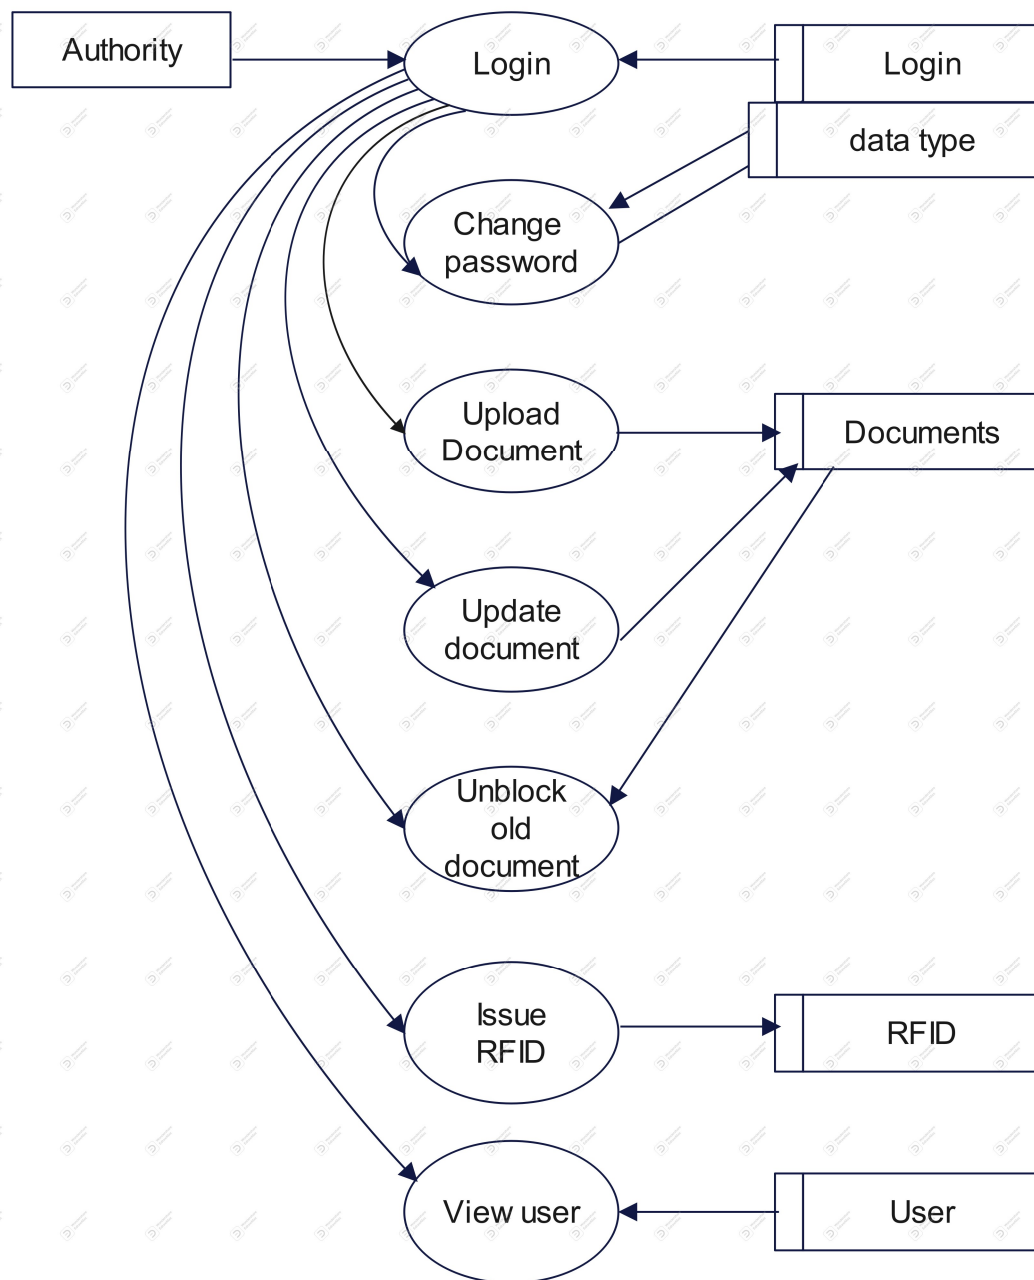 Authority
Login
Login
data type
Change
password
Upload
Document
Documents
Update
document
Unblock
old
document
Issue
RFID
RFID
View user
User